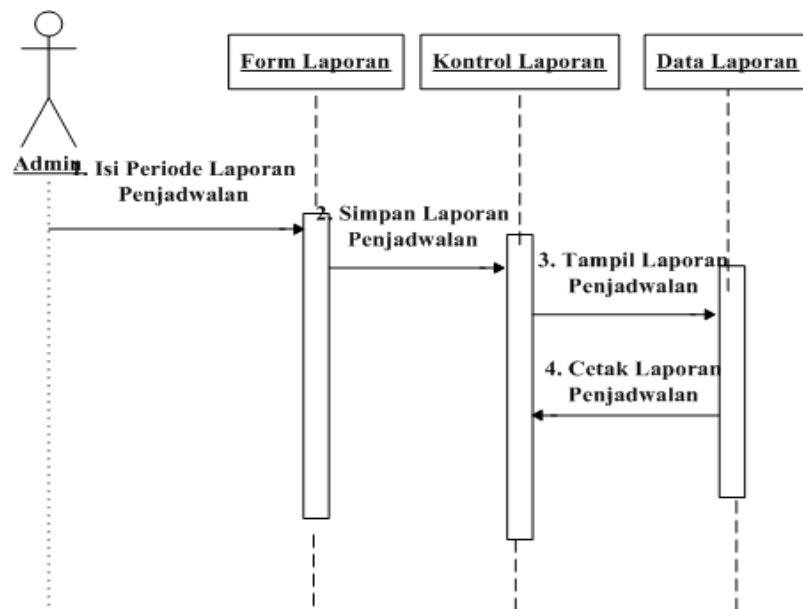 Form Laporan
Kontrol Laporan
Data Laporan
Admin
1. Isi Periode Laporan
Penjadwalan
2. Simpan Laporan
Penjadwalan
3. Tampil Laporan
Penjadwalan
4. Cetak Laporan
Penjadwalan